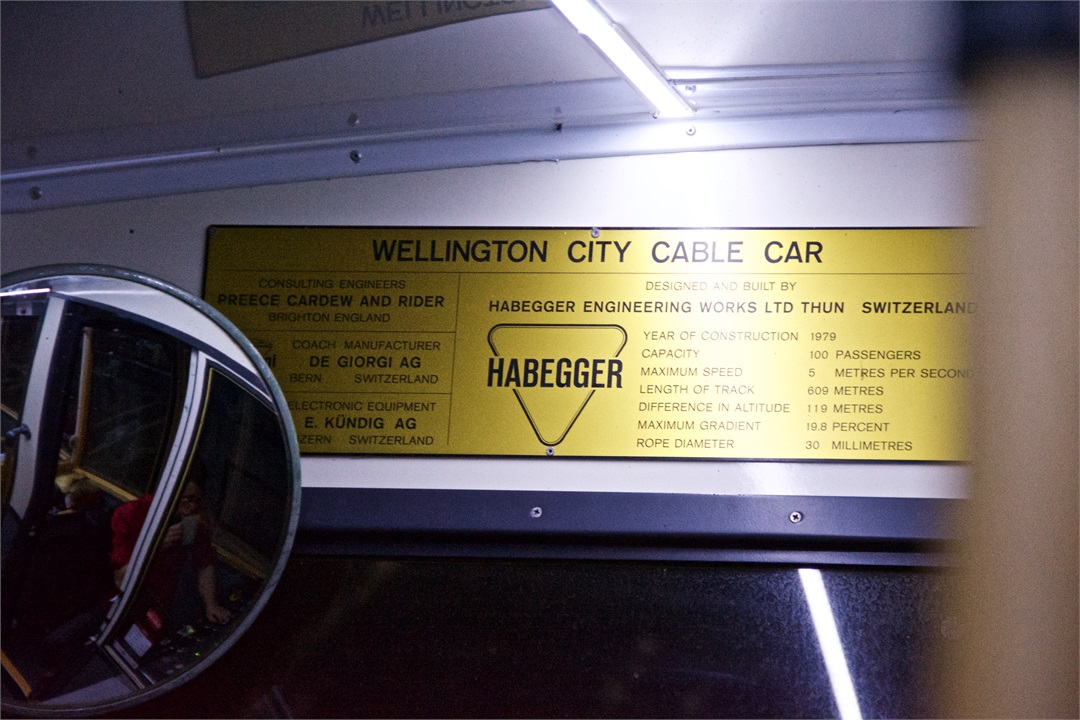 WELLINGTON CITY CABLE CAR
CONSULTING ENGINEERS
PREECE CARDEW AND RIDER
BRIGHTON ENGLAND
COACH MANUFACTURER
DE GIORGI AG
BERN SWITZERLAND
ELECTRONIC EQUIPMENT
E. KÜNDIG AG
SWITZERLAND
DESIGNED AND BUILT BY
HABEGGER ENGINEERING WORKS LTD THUN SWITZERLAND
HABEGGER
YEAR OF CONSTRUCTION 1979
CAPACITY 100 PASSENGERS
MAXIMUM SPEED 5 METRES PER SECOND
LENGTH OF TRACK 609 METRES
DIFFERENCE IN ALTITUDE 119 METRES
MAXIMUM GRADIENT 19.8 PERCENT
ROPE DIAMETER 30 MILLIMETRES